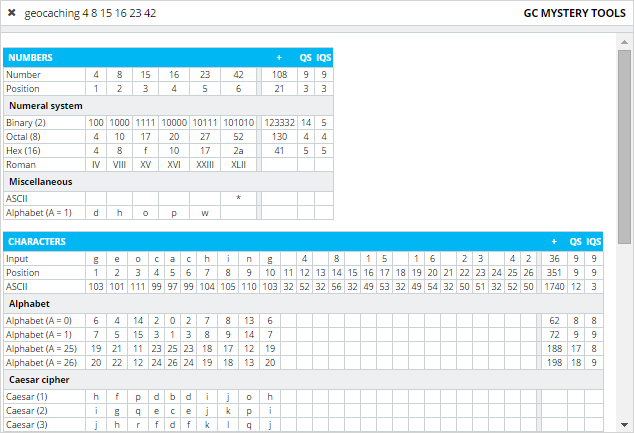 ✖ geocaching 4 8 15 16 23 42 GC MYSTERY TOOLS
NUMBERS + QS IQS
Number 4 8 15 16 23 42 108 9 9
Position 1 2 3 4 5 6 21 3 3
Numeral system
Binary (2) 100 1000 1111 10000 10111 101010 123332 14 5
Octal (8) 4 10 17 20 27 52 130 4 4
Hex (16) 4 8 f 10 17 2a 41 5 5
Roman IV VIII XV XVI XXIII XLII
Miscellaneous
ASCII *
Alphabet (A = 1) d h o p w
CHARACTERS + QS IQS
Input g e o c a c h i n g 4 8 1 5 1 6 2 3 4 2 36 9 9
Position 1 2 3 4 5 6 7 8 9 10 11 12 13 14 15 16 17 18 19 20 21 22 23 24 25 26 351 9 9
ASCII 103 101 111 99 97 99 104 105 110 103 32 52 32 56 32 49 53 32 49 54 32 50 51 32 52 50 1740 12 3
Alphabet
Alphabet (A = 0) 6 4 14 2 0 2 7 8 13 6 62 8 8
Alphabet (A = 1) 7 5 15 3 1 3 8 9 14 7 72 9 9
Alphabet (A = 25) 19 21 11 23 25 23 18 17 12 19 188 17 8
Alphabet (A = 26) 20 22 12 24 26 24 19 18 13 20 198 18 9
Caesar cipher
Caesar (1) h f p d b d i j o h
Caesar (2) i g q e c e j k p i
Caesar (3) j h r f d f k l q j